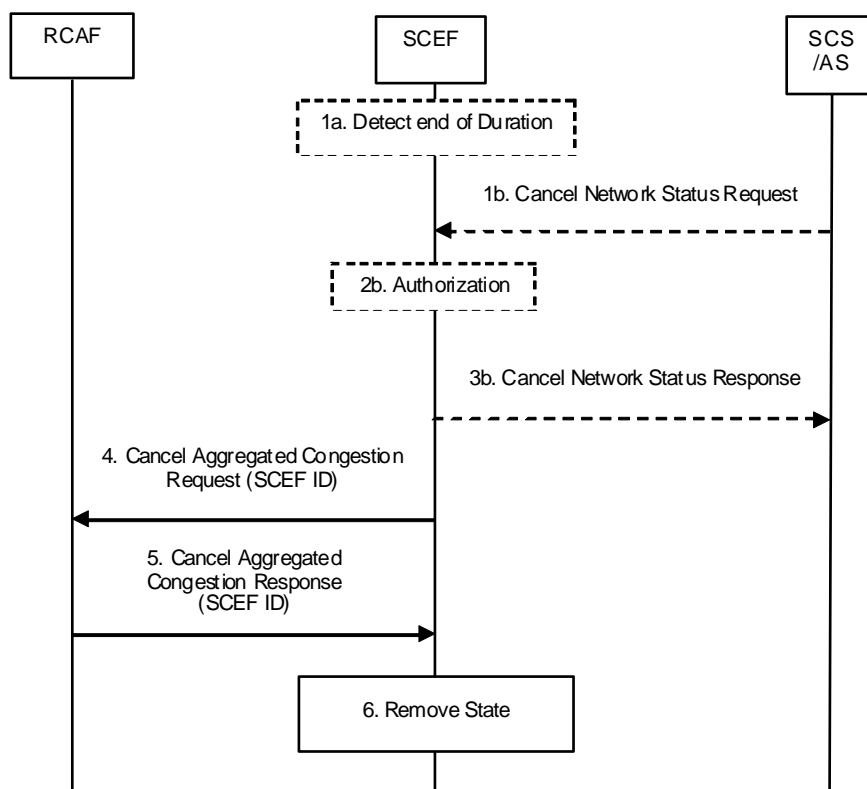 RCAF
SCEF
SCS
/AS
1a. Detect end of Duration
1b. Cancel Network Status Request
2b. Authorization
3b. Cancel Network Status Response
4. Cancel Aggregated Congestion
Request (SCEF ID)
5. Cancel Aggregated
Congestion Response
(SCEF ID)
6. Remove State